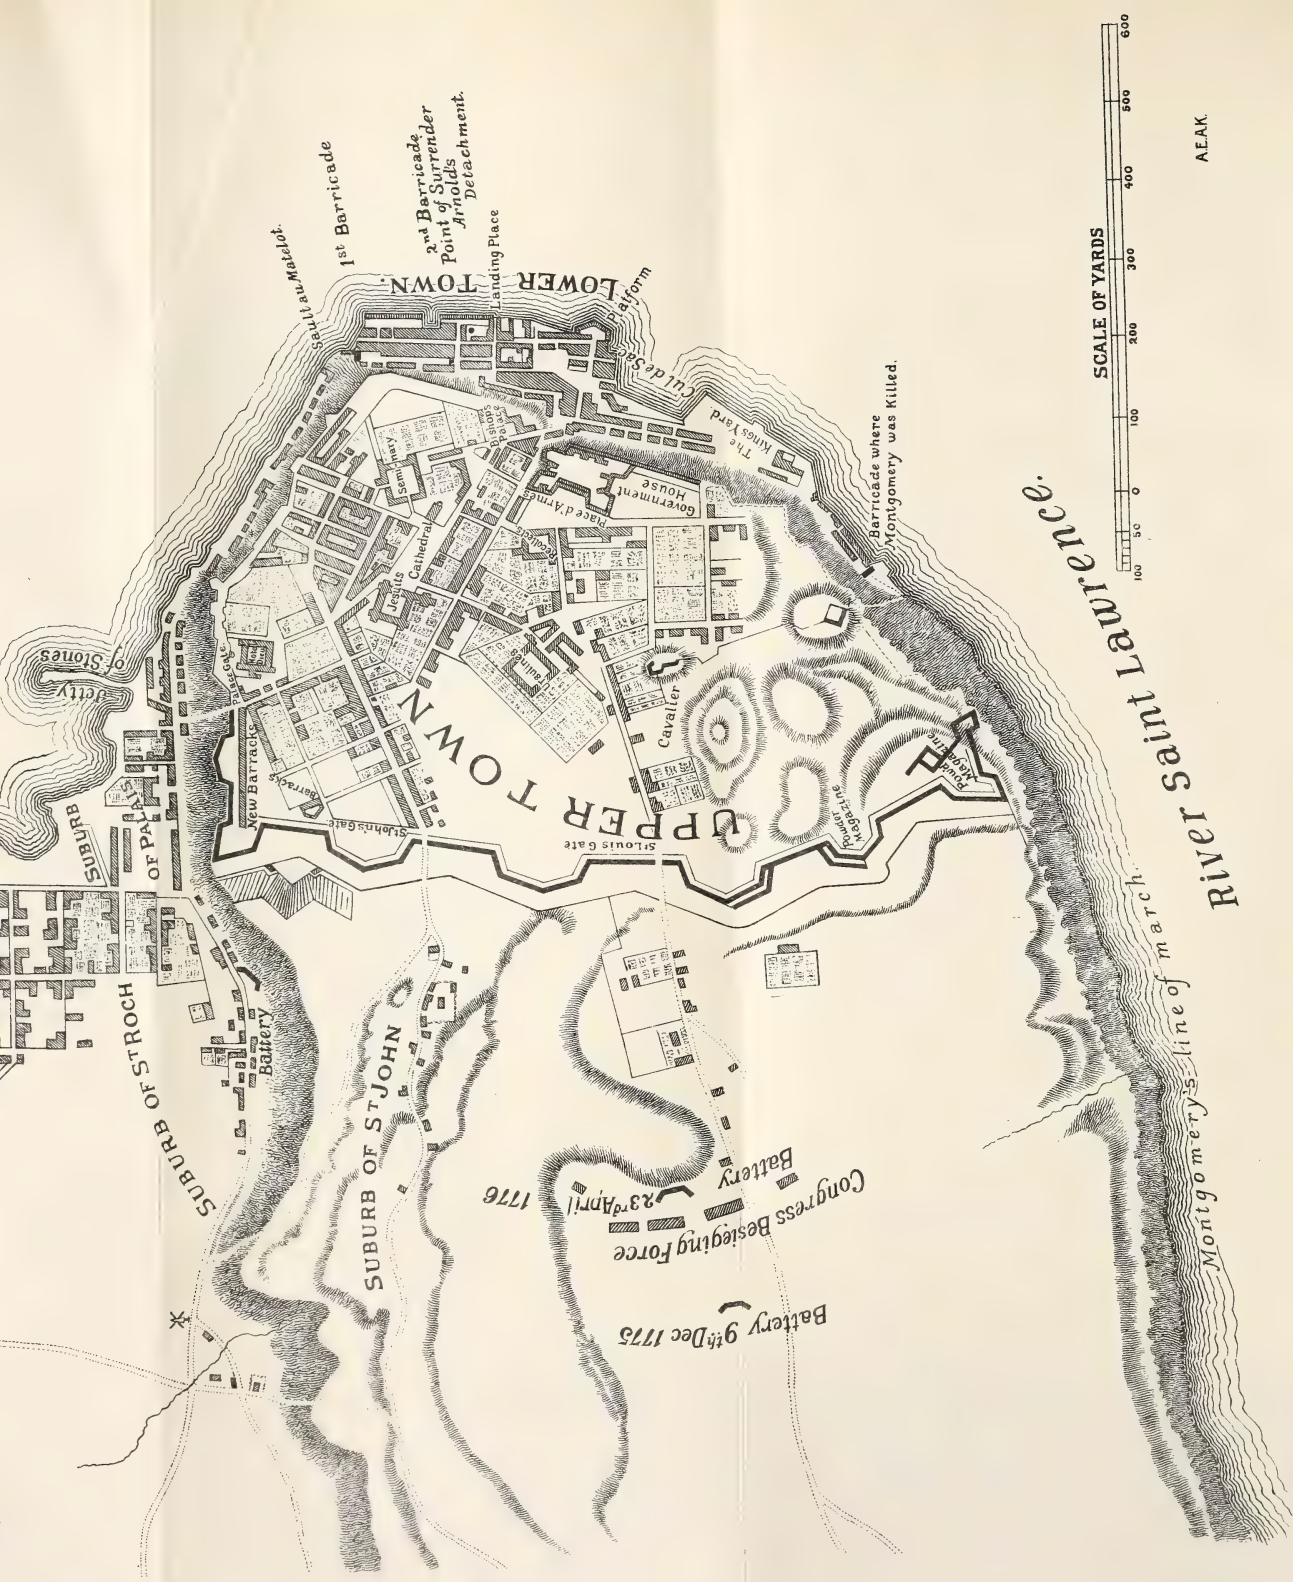 Sault au Matelot.
1st Barricade
2nd Barricade
Point of Surrender
Arnold's
Detachment.
Landing Place
LOWER TOWN.
Platform
Cul de Sac
The
King's Yard.
Barricade where
Montgomery was Killed.
SCALE OF YARDS
100 50 0 100 200 300 400 500 600
A.E.A.K.
River Saint Lawrence.
Montgomery's line of march.
Jetty
of Stones
SUBURB
OF PALAIS
SUBURB OF ST ROCH
Battery
SUBURB OF ST JOHN
Palace Gate
New Barracks
Barracks
St John's Gate
St Louis Gate
UPPER TOWN
Seminary
Bishops
Palace
Cathedral
Jesuits
Recollects
Place d'Armes
Government
House
Cavalier
Powder
Magazine
Powder
Magazine
Battery
23rd April 1776
Congress Besieging Force
Battery 9th Dec 1775